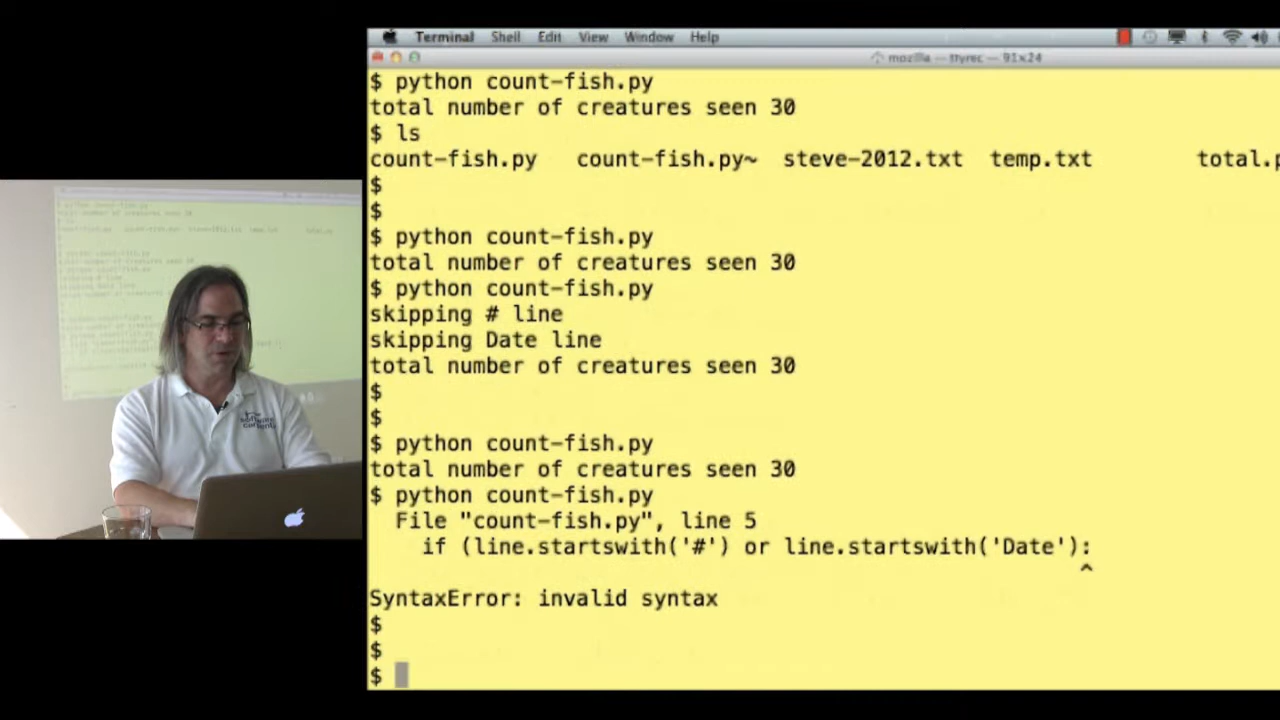 Terminal Shell Edit View Window Help
mozilla — thyrec — 91x24
$ python count-fish.py
total number of creatures seen 30
$ ls
count-fish.py count-fish.py~ steve-2012.txt temp.txt total.p
$
$
$ python count-fish.py
total number of creatures seen 30
$ python count-fish.py
skipping # line
skipping Date line
total number of creatures seen 30
$
$
$ python count-fish.py
total number of creatures seen 30
$ python count-fish.py
File "count-fish.py", line 5
if (line.startswith('#') or line.startswith('Date'):
^
SyntaxError: invalid syntax
$
$
$